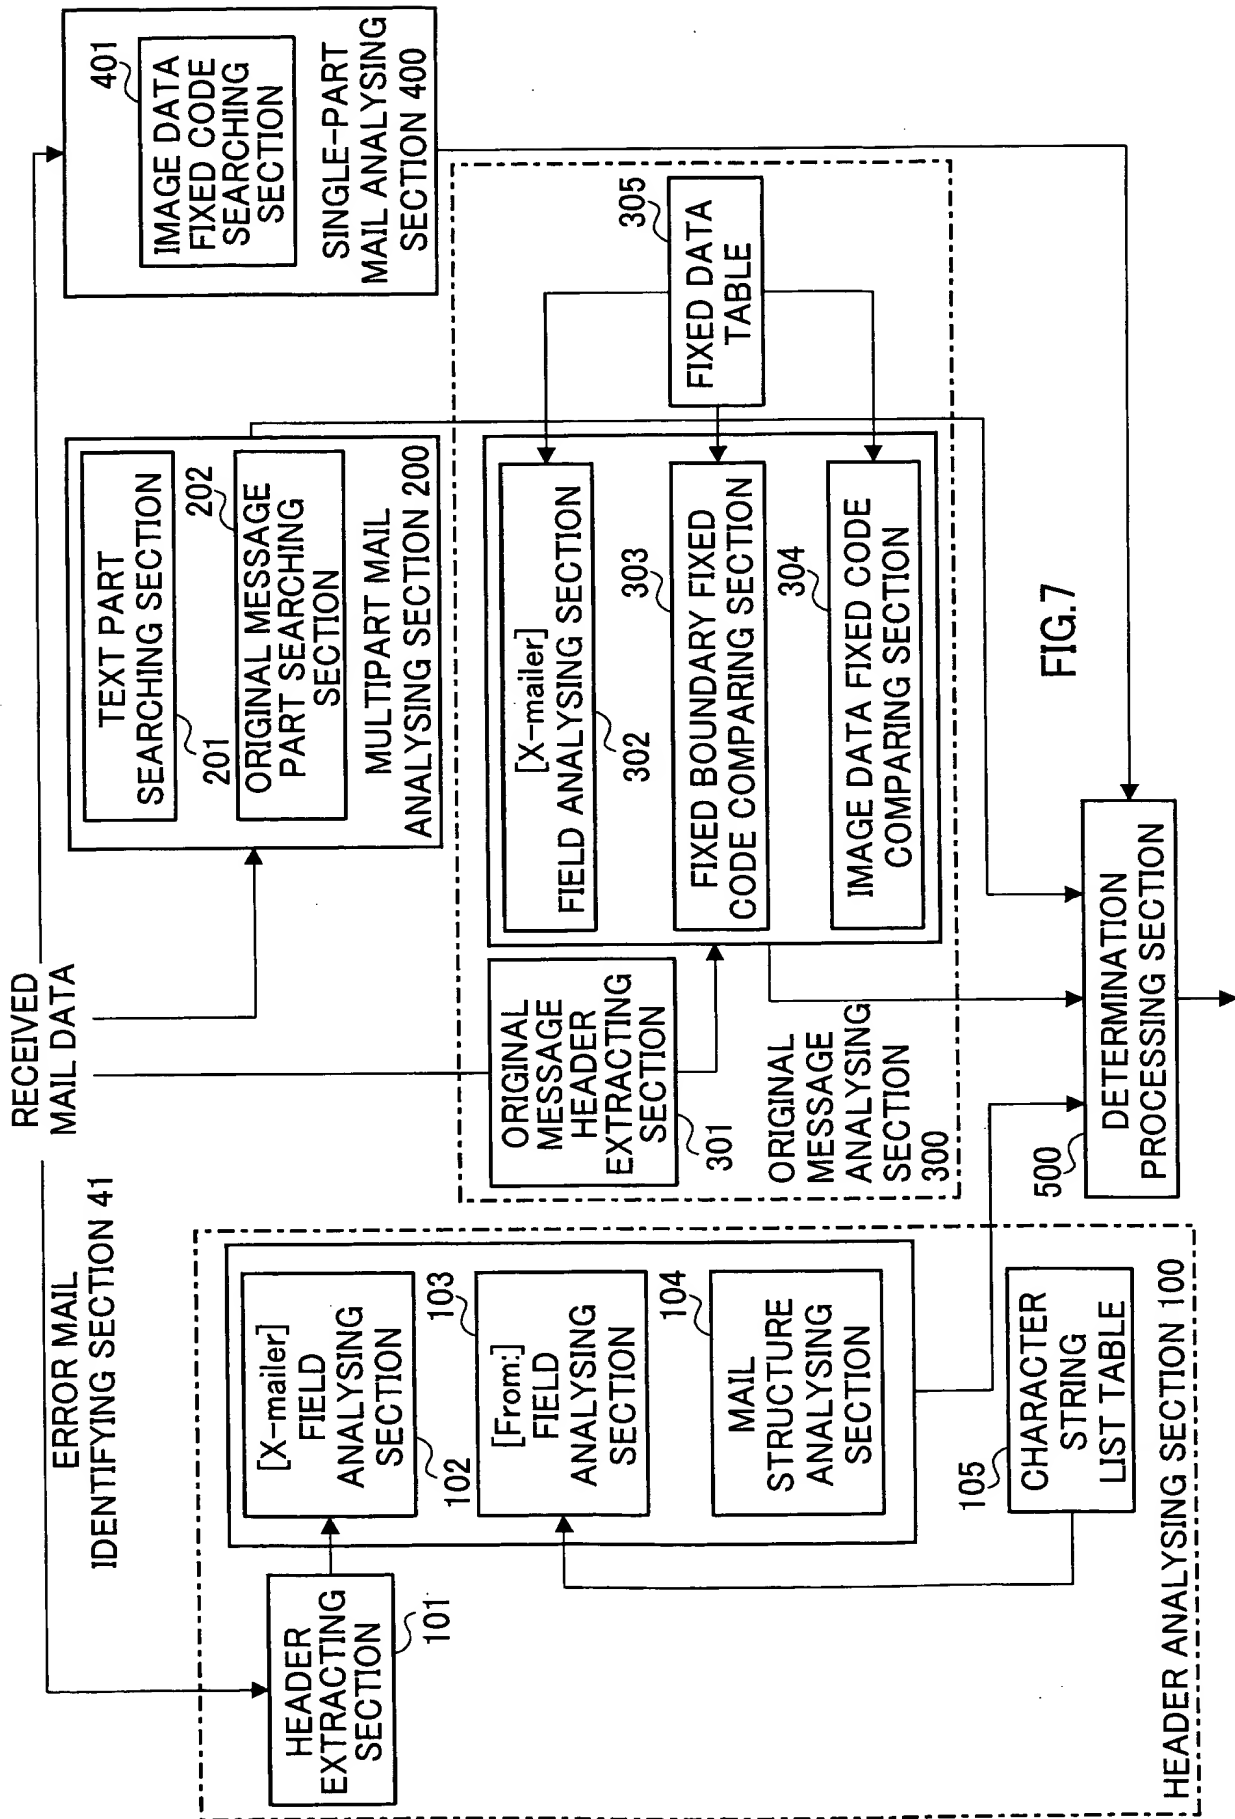 RECEIVED
MAIL DATA
ERROR MAIL
IDENTIFYING SECTION 41
HEADER
EXTRACTING
SECTION
101
[X-mailer]
FIELD
ANALYSING
SECTION
102
[From:]
FIELD
ANALYSING
SECTION
103
MAIL
STRUCTURE
ANALYSING
SECTION
104
CHARACTER
STRING
LIST TABLE
105
HEADER ANALYSING SECTION 100
TEXT PART
SEARCHING SECTION
201
ORIGINAL MESSAGE
PART SEARCHING
SECTION
202
MULTIPART MAIL
ANALYSING SECTION 200
ORIGINAL
MESSAGE
HEADER
EXTRACTING
SECTION
301
[X-mailer]
FIELD ANALYSING SECTION
302
FIXED BOUNDARY FIXED
CODE COMPARING SECTION
303
IMAGE DATA FIXED CODE
COMPARING SECTION
304
FIXED DATA
TABLE
305
ORIGINAL
MESSAGE
ANALYSING
SECTION
300
IMAGE DATA
FIXED CODE
SEARCHING
SECTION
401
SINGLE-PART
MAIL ANALYSING
SECTION 400
DETERMINATION
PROCESSING SECTION
500
FIG.7